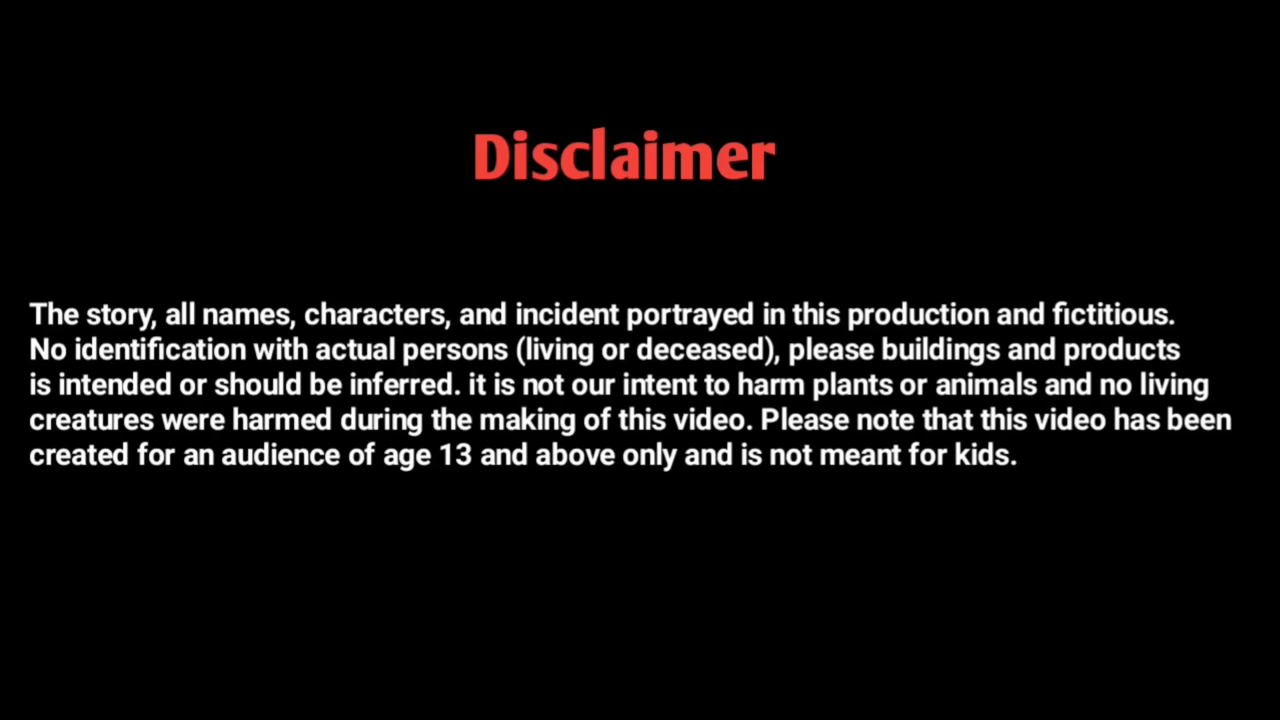 Disclaimer
The story, all names, characters, and incident portrayed in this production and fictitious.
No identification with actual persons (living or deceased), please buildings and products
is intended or should be inferred. it is not our intent to harm plants or animals and no living
creatures were harmed during the making of this video. Please note that this video has been
created for an audience of age 13 and above only and is not meant for kids.